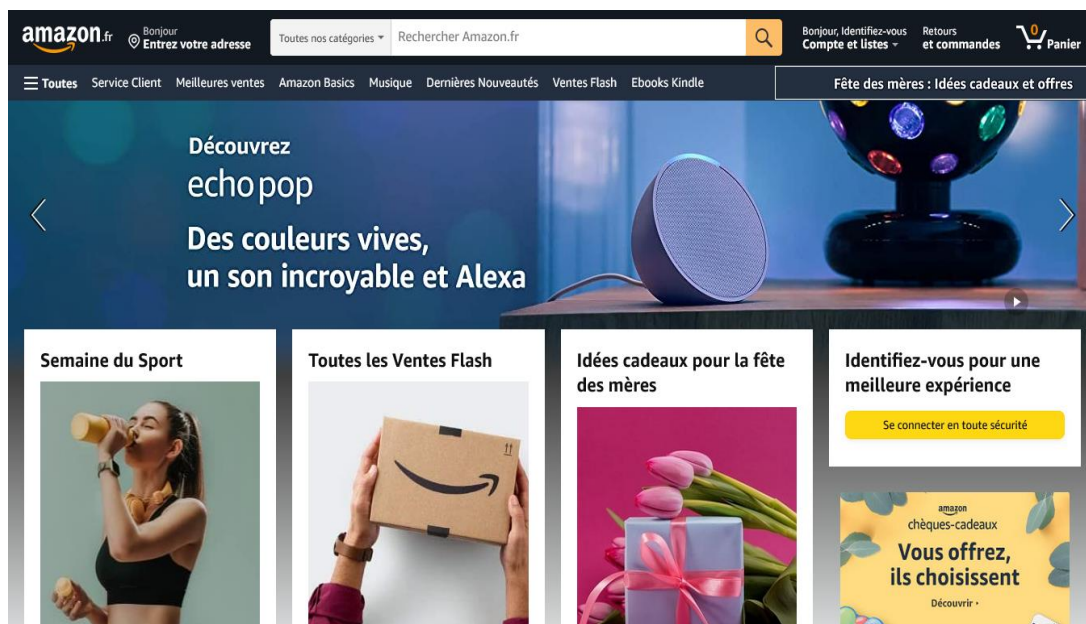 amazon.fr
Bonjour
Entrez votre adresse
Toutes nos catégories
Rechercher Amazon.fr
Bonjour, Identifiez-vous
Compte et listes
Retours
et commandes
0
Panier
Toutes
Service Client
Meilleures ventes
Amazon Basics
Musique
Dernières Nouveautés
Ventes Flash
Ebooks Kindle
Fête des mères : Idées cadeaux et offres
Découvrez
echo pop
Des couleurs vives,
un son incroyable et Alexa
Semaine du Sport
Toutes les Ventes Flash
Idées cadeaux pour la fête
des mères
Identifiez-vous pour une
meilleure expérience
Se connecter en toute sécurité
amazon
chèques-cadeaux
Vous offrez,
ils choisissent
Découvrir ›